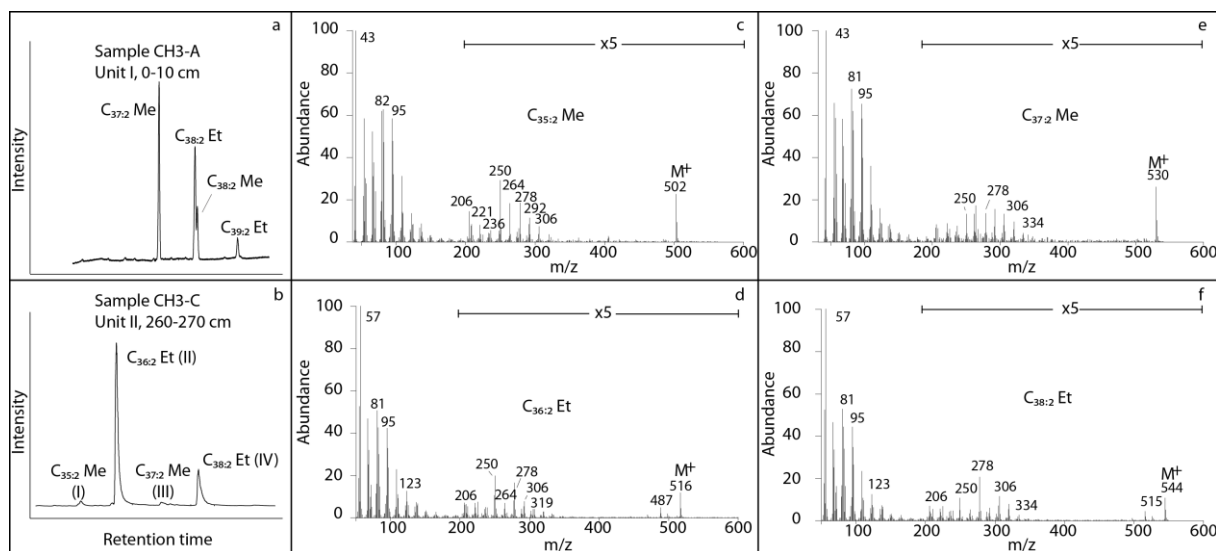 a
Sample CH3-A
Unit I, 0-10 cm
C₃₇:₂ Me
C₃₈:₂ Et
C₃₈:₂ Me
C₃₉:₂ Et
Intensity
b
Sample CH3-C
Unit II, 260-270 cm
C₃₆:₂ Et (II)
C₃₅:₂ Me
(I)
C₃₇:₂ Me
(III)
C₃₈:₂ Et (IV)
Intensity
Retention time
c
100
80
60
40
20
0
Abundance
43
x5
82
95
C₃₅:₂ Me
250
264
206
278
221
292
236
306
M⁺
502
100
200
300
400
500
600
m/z
d
100
80
60
40
20
0
Abundance
57
x5
81
95
C₃₆:₂ Et
123
250
278
206
264
306
319
M⁺
516
487
100
200
300
400
500
600
m/z
e
100
80
60
40
20
0
Abundance
43
x5
81
95
C₃₇:₂ Me
250
278
306
334
M⁺
530
100
200
300
400
500
600
m/z
f
100
80
60
40
20
0
Abundance
57
x5
81
95
C₃₈:₂ Et
123
278
206
250
306
334
M⁺
544
515
100
200
300
400
500
600
m/z